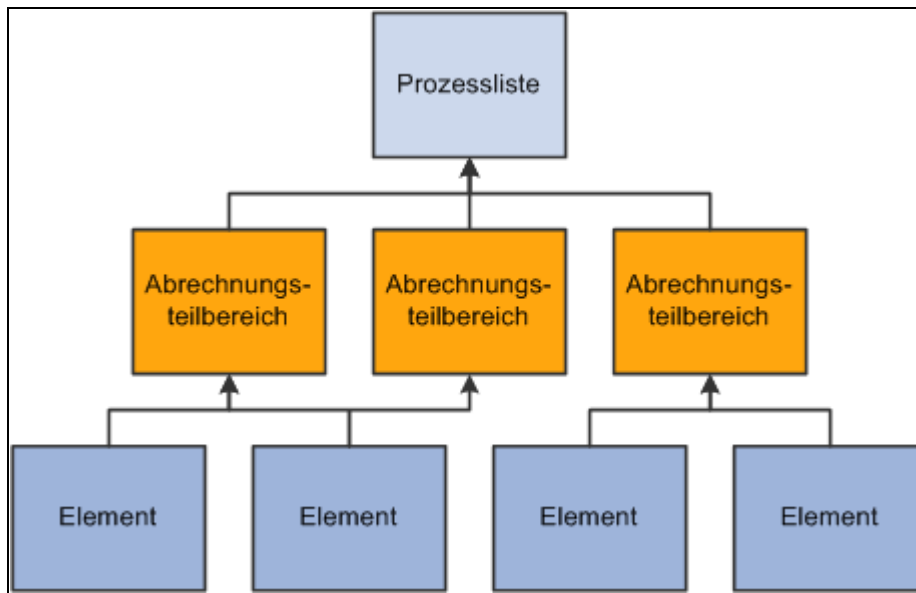 Prozessliste
Abrechnungs-
teilbereich
Abrechnungs-
teilbereich
Abrechnungs-
teilbereich
Element
Element
Element
Element